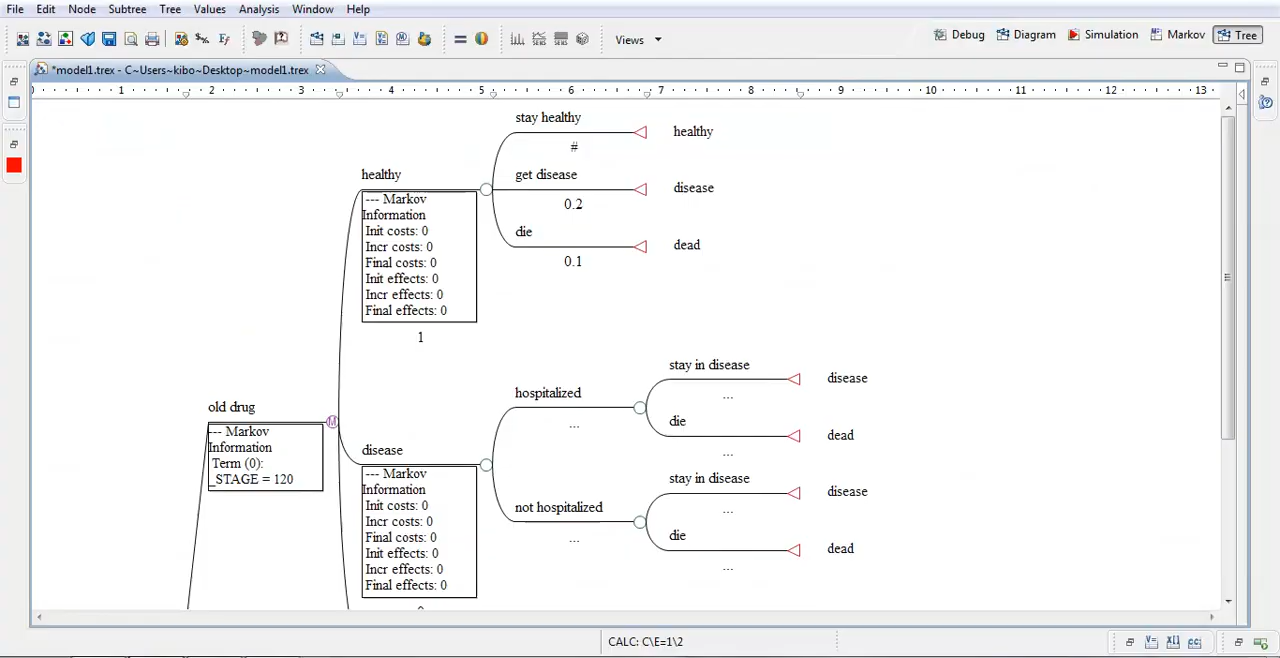 File Edit Node Subtree Tree Values Analysis Window Help
Views
Debug Diagram Simulation Markov Tree
*model1.trex - C~Users~kibo~Desktop~model1.trex
1 2 3 4 5 6 7 8 9 10 11 12 13
stay healthy
healthy
#
healthy
get disease
disease
0.2
die
dead
0.1
--- Markov
Information
Init costs: 0
Incr costs: 0
Final costs: 0
Init effects: 0
Incr effects: 0
Final effects: 0
1
old drug
--- Markov
Information
Term (0):
_STAGE = 120
disease
--- Markov
Information
Init costs: 0
Incr costs: 0
Final costs: 0
Init effects: 0
Incr effects: 0
Final effects: 0
hospitalized
...
stay in disease
disease
...
die
dead
...
not hospitalized
...
stay in disease
disease
...
die
dead
...
CALC: C\E=1\2